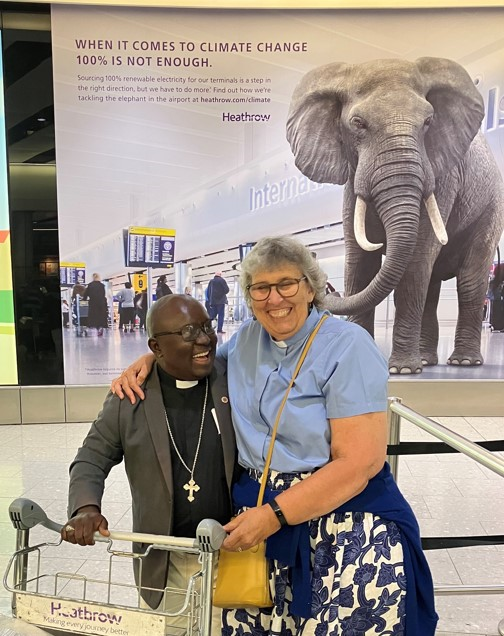 WHEN IT COMES TO CLIMATE CHANGE
100% IS NOT ENOUGH.
Sourcing 100% renewable electricity for our terminals is a step in
the right direction, but we have to do more. Find out how we're
tackling the elephant in the airport at heathrow.com/climate
Heathrow
Heathrow
Making every journey better